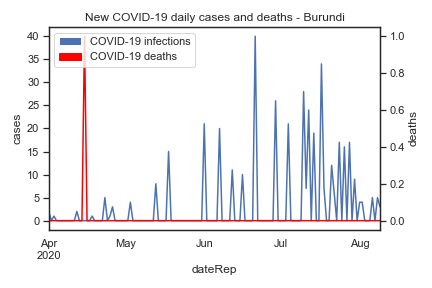 New COVID-19 daily cases and deaths - Burundi
COVID-19 infections
COVID-19 deaths
40
35
30
25
20
15
10
5
0
cases
1.0
0.8
0.6
0.4
0.2
0.0
deaths
Apr
2020
May
Jun
Jul
Aug
dateRep